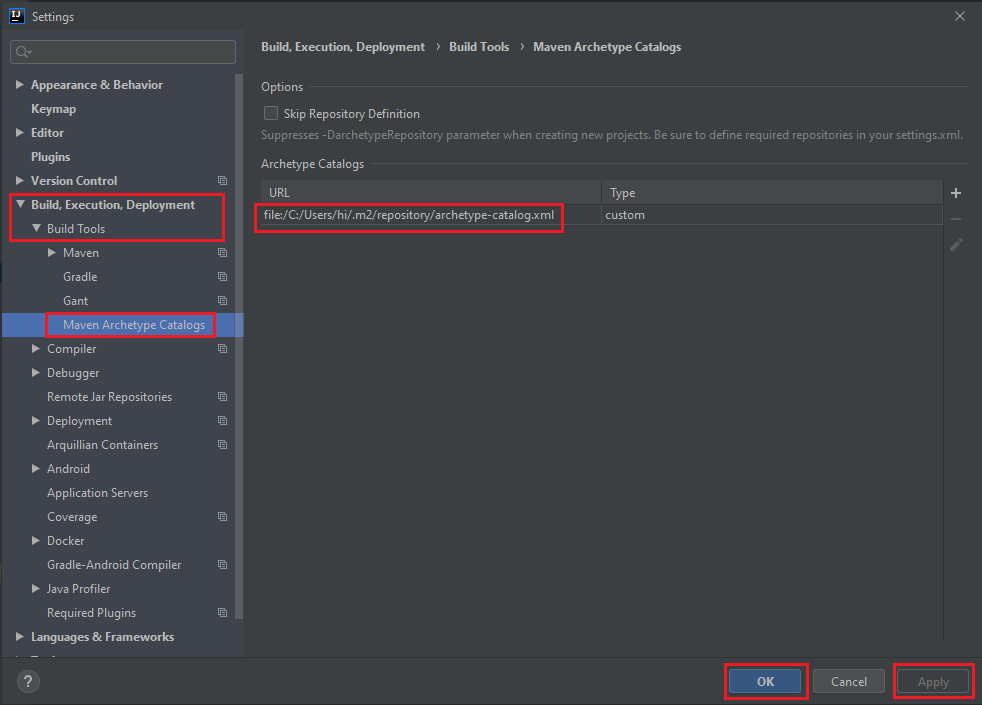 Settings
Appearance & Behavior
Keymap
Editor
Plugins
Version Control
Build, Execution, Deployment
Build Tools
Maven
Gradle
Gant
Maven Archetype Catalogs
Compiler
Debugger
Remote Jar Repositories
Deployment
Arquillian Containers
Android
Application Servers
Coverage
Docker
Gradle-Android Compiler
Java Profiler
Required Plugins
Languages & Frameworks
Build, Execution, Deployment › Build Tools › Maven Archetype Catalogs
Options
Skip Repository Definition
Suppresses -DarchetypeRepository parameter when creating new projects. Be sure to define required repositories in your settings.xml.
Archetype Catalogs
URL Type
file:/C:/Users/hi/.m2/repository/archetype-catalog.xml custom
? OK Cancel Apply